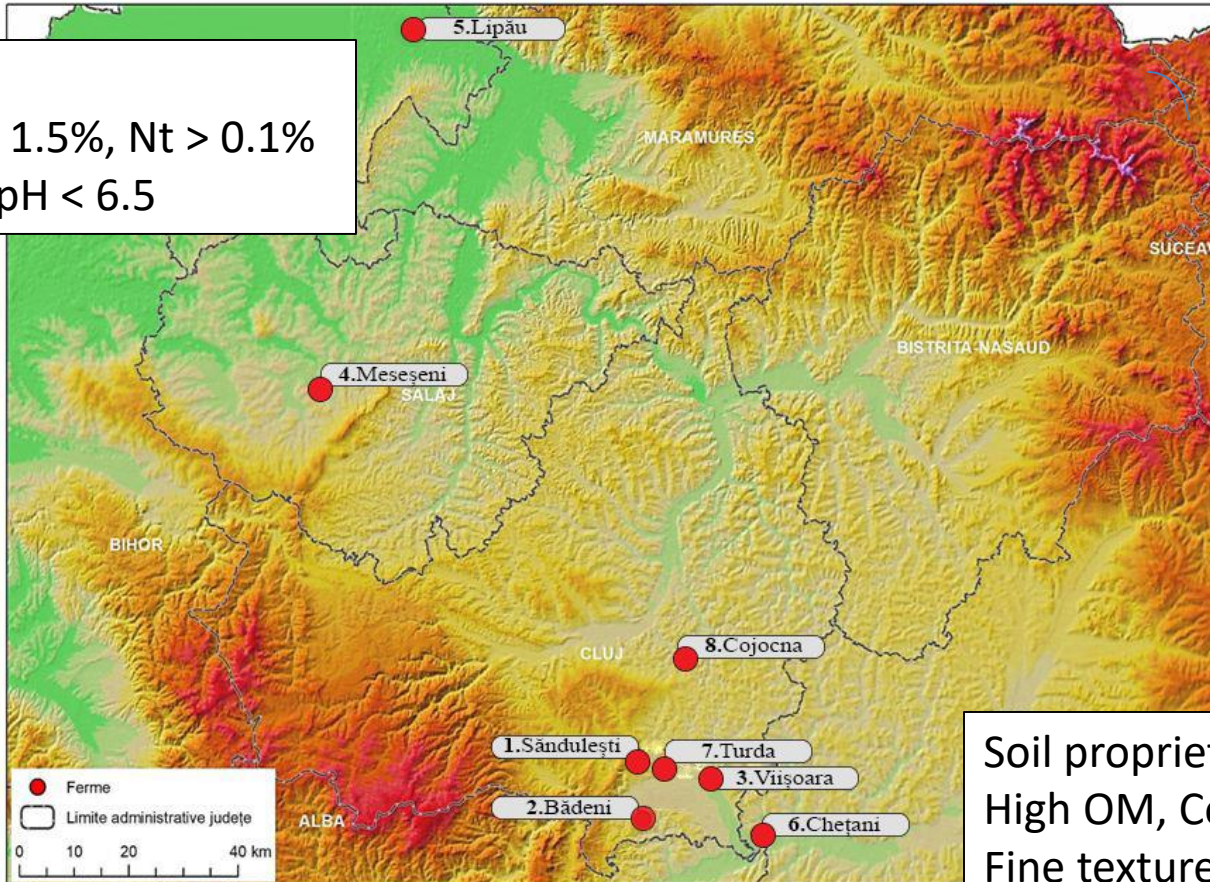 5.Lipău
1.5%, Nt > 0.1%
pH < 6.5
MARAMUREȘ
SUCEAV
BISTRITA-NASAUD
4.Meseșeni
SALAJ
BIHOR
8.Cojocna
CLUJ
1.Săndulești
7.Turda
3.Viișoara
2.Bădeni
6.Chețani
ALBA
Ferme
Limite administrative județe
0 10 20 40 km
Soil propriet
High OM, Co
Fine texture